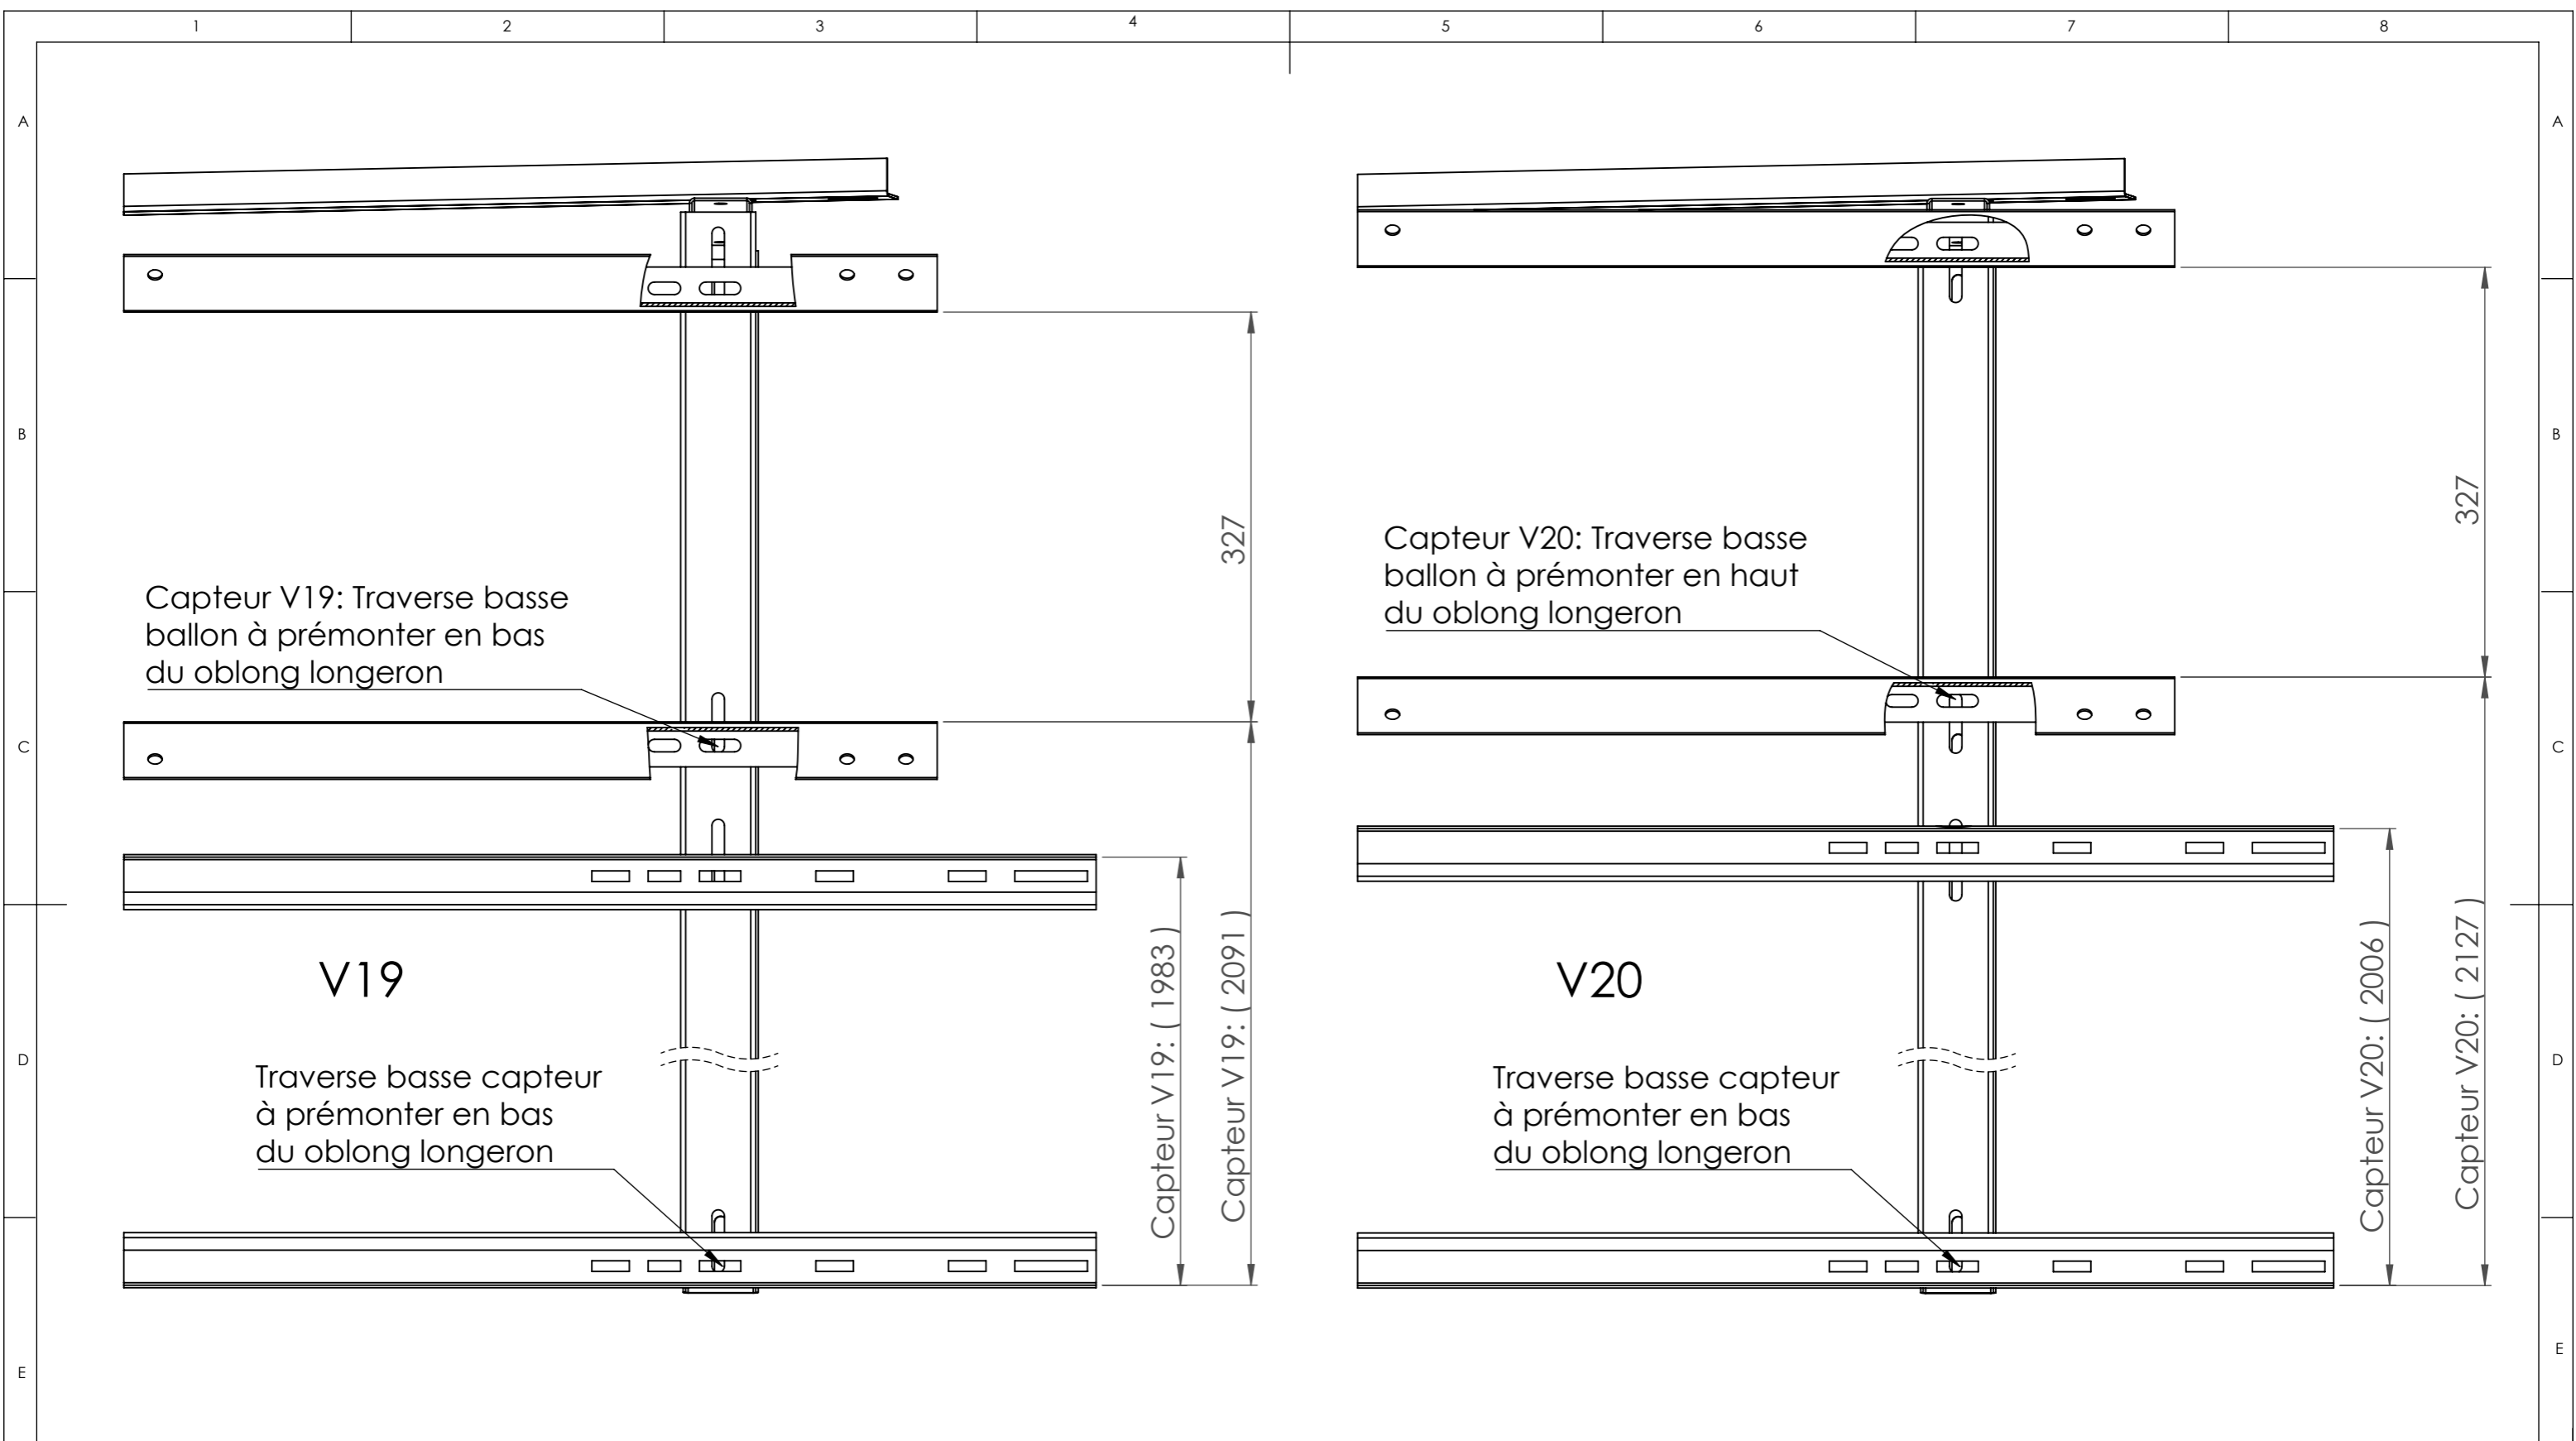 1 2 3 4 5 6 7 8
A A
B B
C C
D D
E E
Capteur V19: Traverse basse
ballon à prémonter en bas
du oblong longeron
327
V19
Traverse basse capteur
à prémonter en bas
du oblong longeron
Capteur V19: ( 1983 )
Capteur V19: ( 2091 )
Capteur V20: Traverse basse
ballon à prémonter en haut
du oblong longeron
327
V20
Traverse basse capteur
à prémonter en bas
du oblong longeron
Capteur V20: ( 2006 )
Capteur V20: ( 2127 )